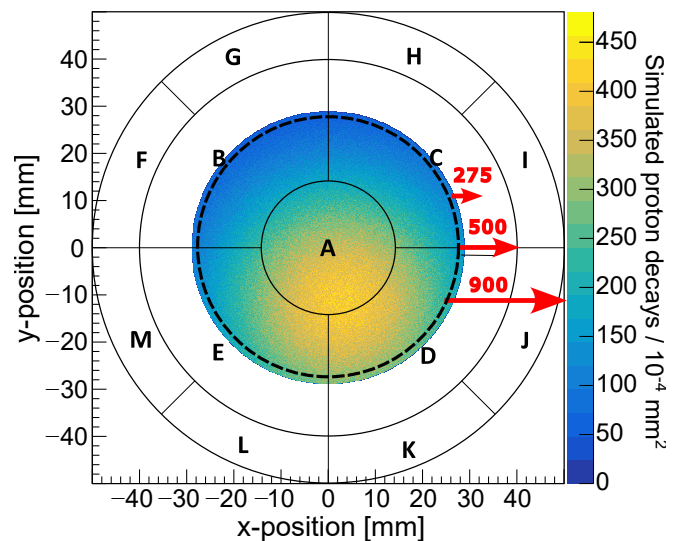 G
H
F
B
C
I
275
A
500
900
M
E
D
J
L
K
40
30
20
10
0
−10
−20
−30
−40
y-position [mm]
−40 −30 −20 −10 0 10 20 30 40
x-position [mm]
450
400
350
300
250
200
150
100
50
0
Simulated proton decays / 10⁻⁴ mm²